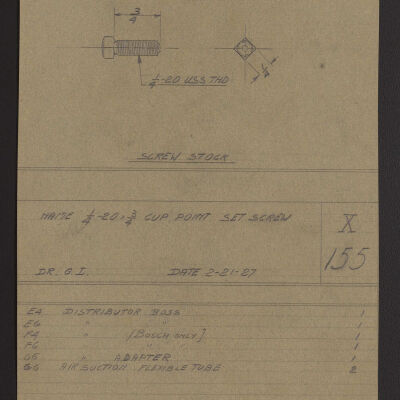 3/4
1/4-20 USS THD
1/4
SCREW STOCK
NAME 1/4-20 x 3/4 CUP POINT SET SCREW
X
155
DR. G.I. DATE 2-21-27
E4 DISTRIBUTOR BOSS 1
E6 " " 1
F4 " [BOSCH ONLY] 1
F6 " " 1
G5 " ADAPTER 1
G6 AIR SUCTION FLEXIBLE TUBE 2